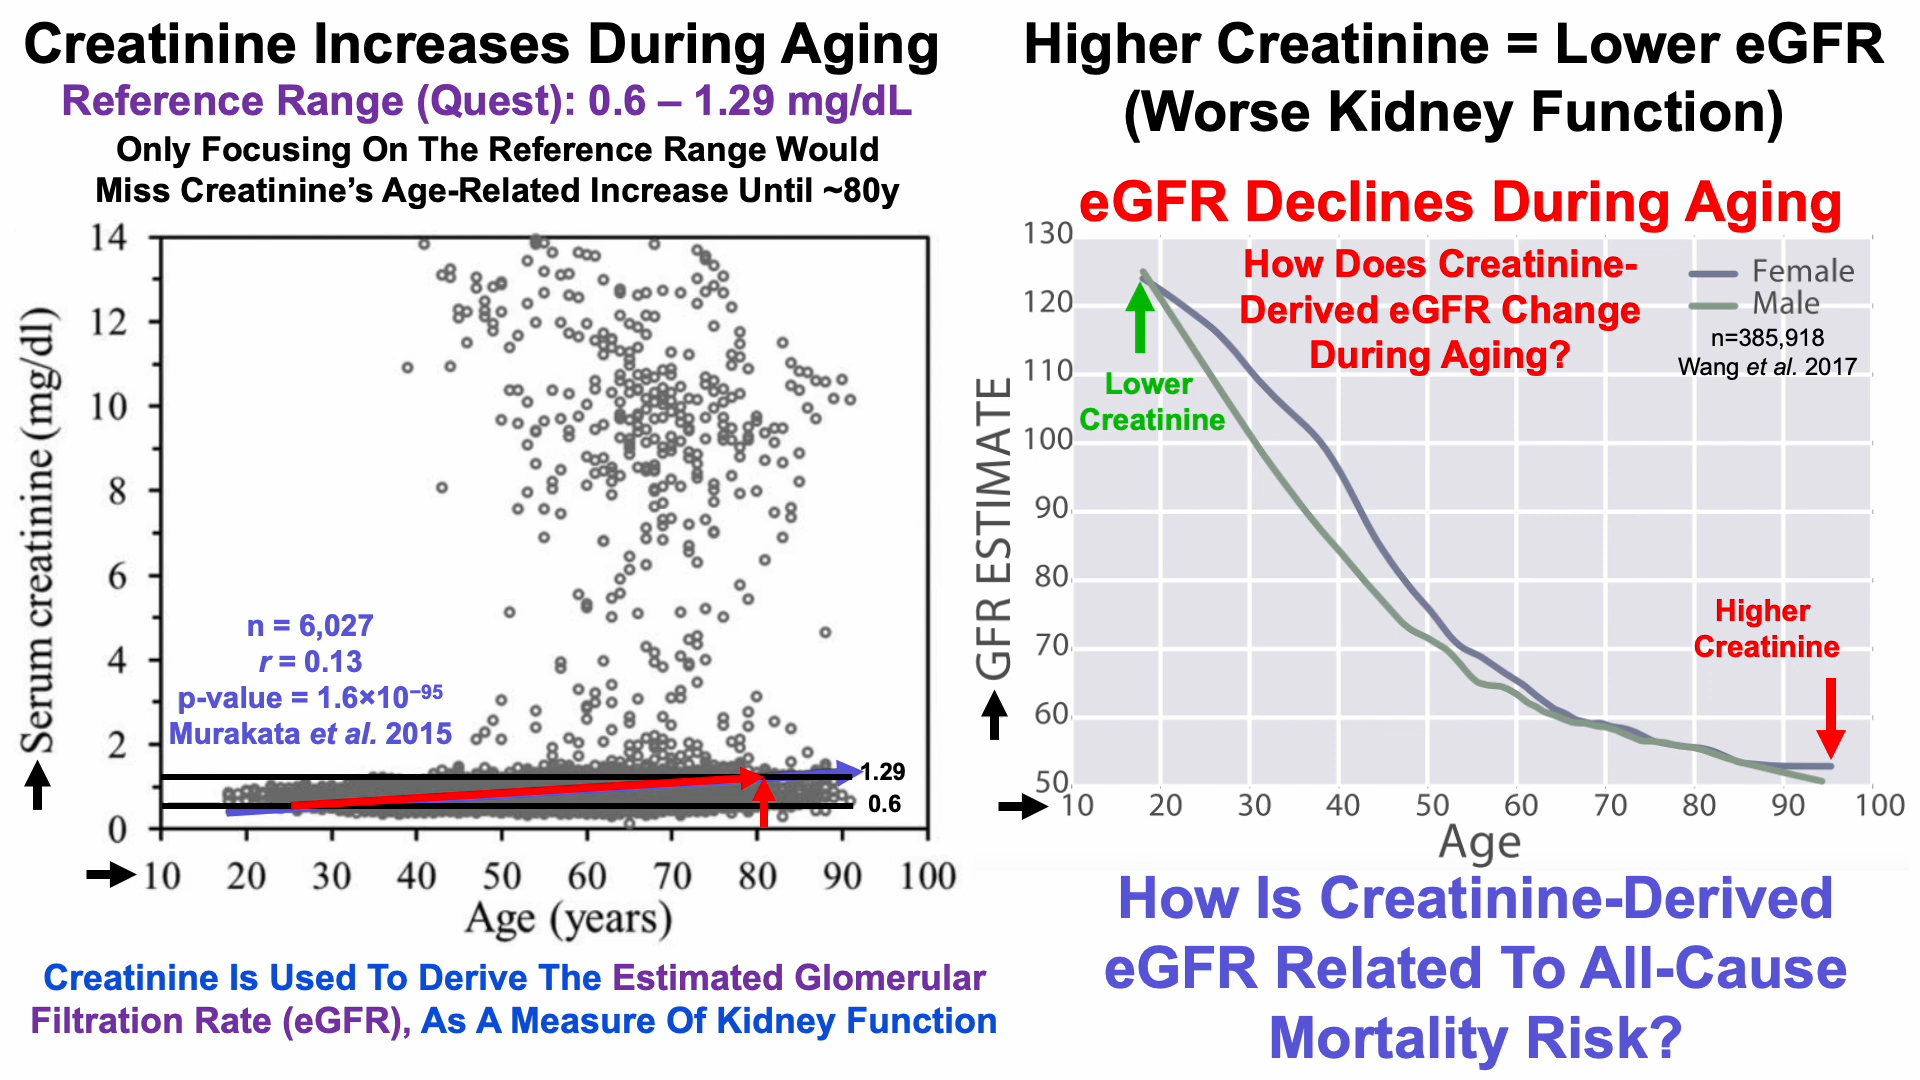 Creatinine Increases During Aging
Reference Range (Quest): 0.6 – 1.29 mg/dL
Only Focusing On The Reference Range Would
Miss Creatinine’s Age-Related Increase Until ~80y
14
12
10
8
6
4
2
0
Serum creatinine (mg/dl)
n = 6,027
r = 0.13
p-value = 1.6×10⁻⁹⁵
Murakata et al. 2015
1.29
0.6
10 20 30 40 50 60 70 80 90 100
Age (years)
Creatinine Is Used To Derive The Estimated Glomerular
Filtration Rate (eGFR), As A Measure Of Kidney Function
Higher Creatinine = Lower eGFR
(Worse Kidney Function)
eGFR Declines During Aging
130
120
110
100
90
80
70
60
50
GFR ESTIMATE
How Does Creatinine-
Derived eGFR Change
During Aging?
Female
Male
n=385,918
Wang et al. 2017
Lower
Creatinine
Higher
Creatinine
10 20 30 40 50 60 70 80 90 100
Age
How Is Creatinine-Derived
eGFR Related To All-Cause
Mortality Risk?